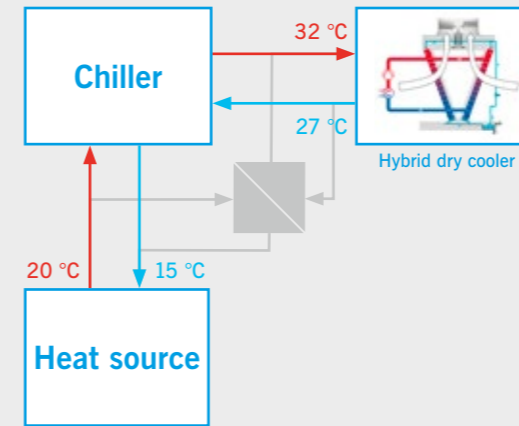 32 °C
Chiller
27 °C
Hybrid dry cooler
20 °C
15 °C
Heat source